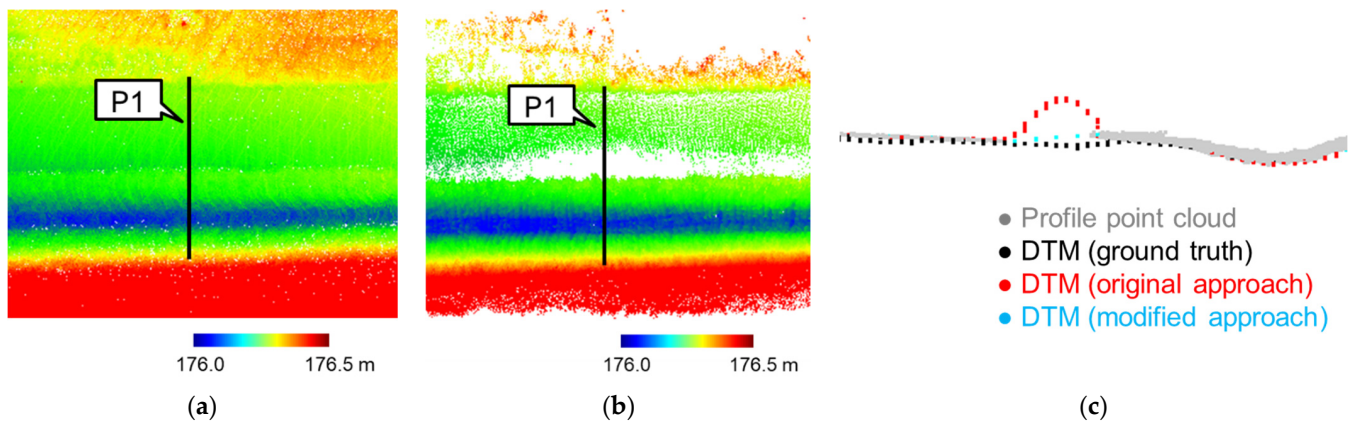 P1
176.0 176.5 m
(a)
P1
176.0 176.5 m
(b)
Profile point cloud
DTM (ground truth)
DTM (original approach)
DTM (modified approach)
(c)